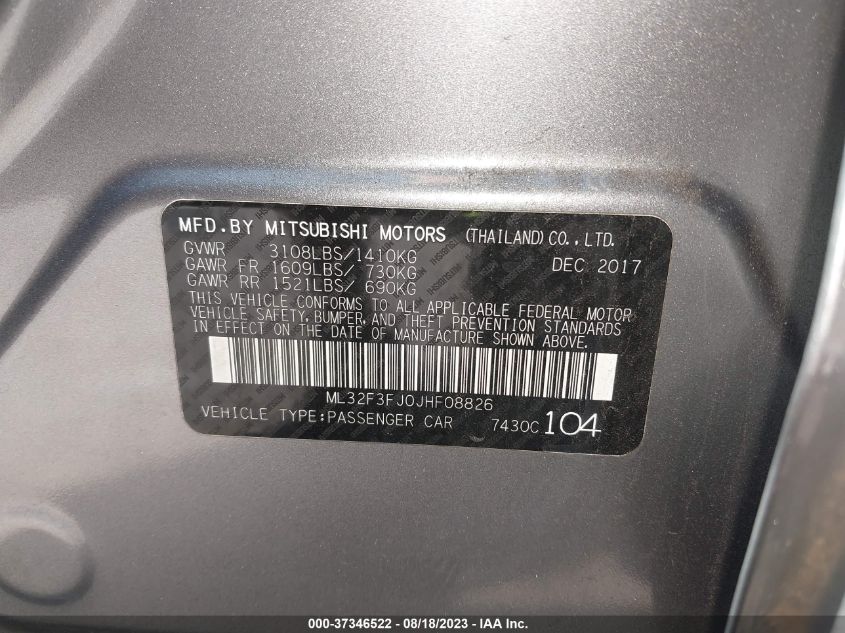 MFD.BY MITSUBISHI MOTORS (THAILAND) CO., LTD.
GVWR 3108LBS/1410KG DEC 2017
GAWR FR 1609LBS/ 730KG
GAWR RR 1521LBS/ 690KG
THIS VEHICLE CONFORMS TO ALL APPLICABLE FEDERAL MOTOR
VEHICLE SAFETY, BUMPER, AND THEFT PREVENTION STANDARDS
IN EFFECT ON THE DATE OF MANUFACTURE SHOWN ABOVE.
ML32F3FJ0JHF08826
VEHICLE TYPE:PASSENGER CAR 7430C 104
000-37346522 - 08/18/2023 - IAA Inc.